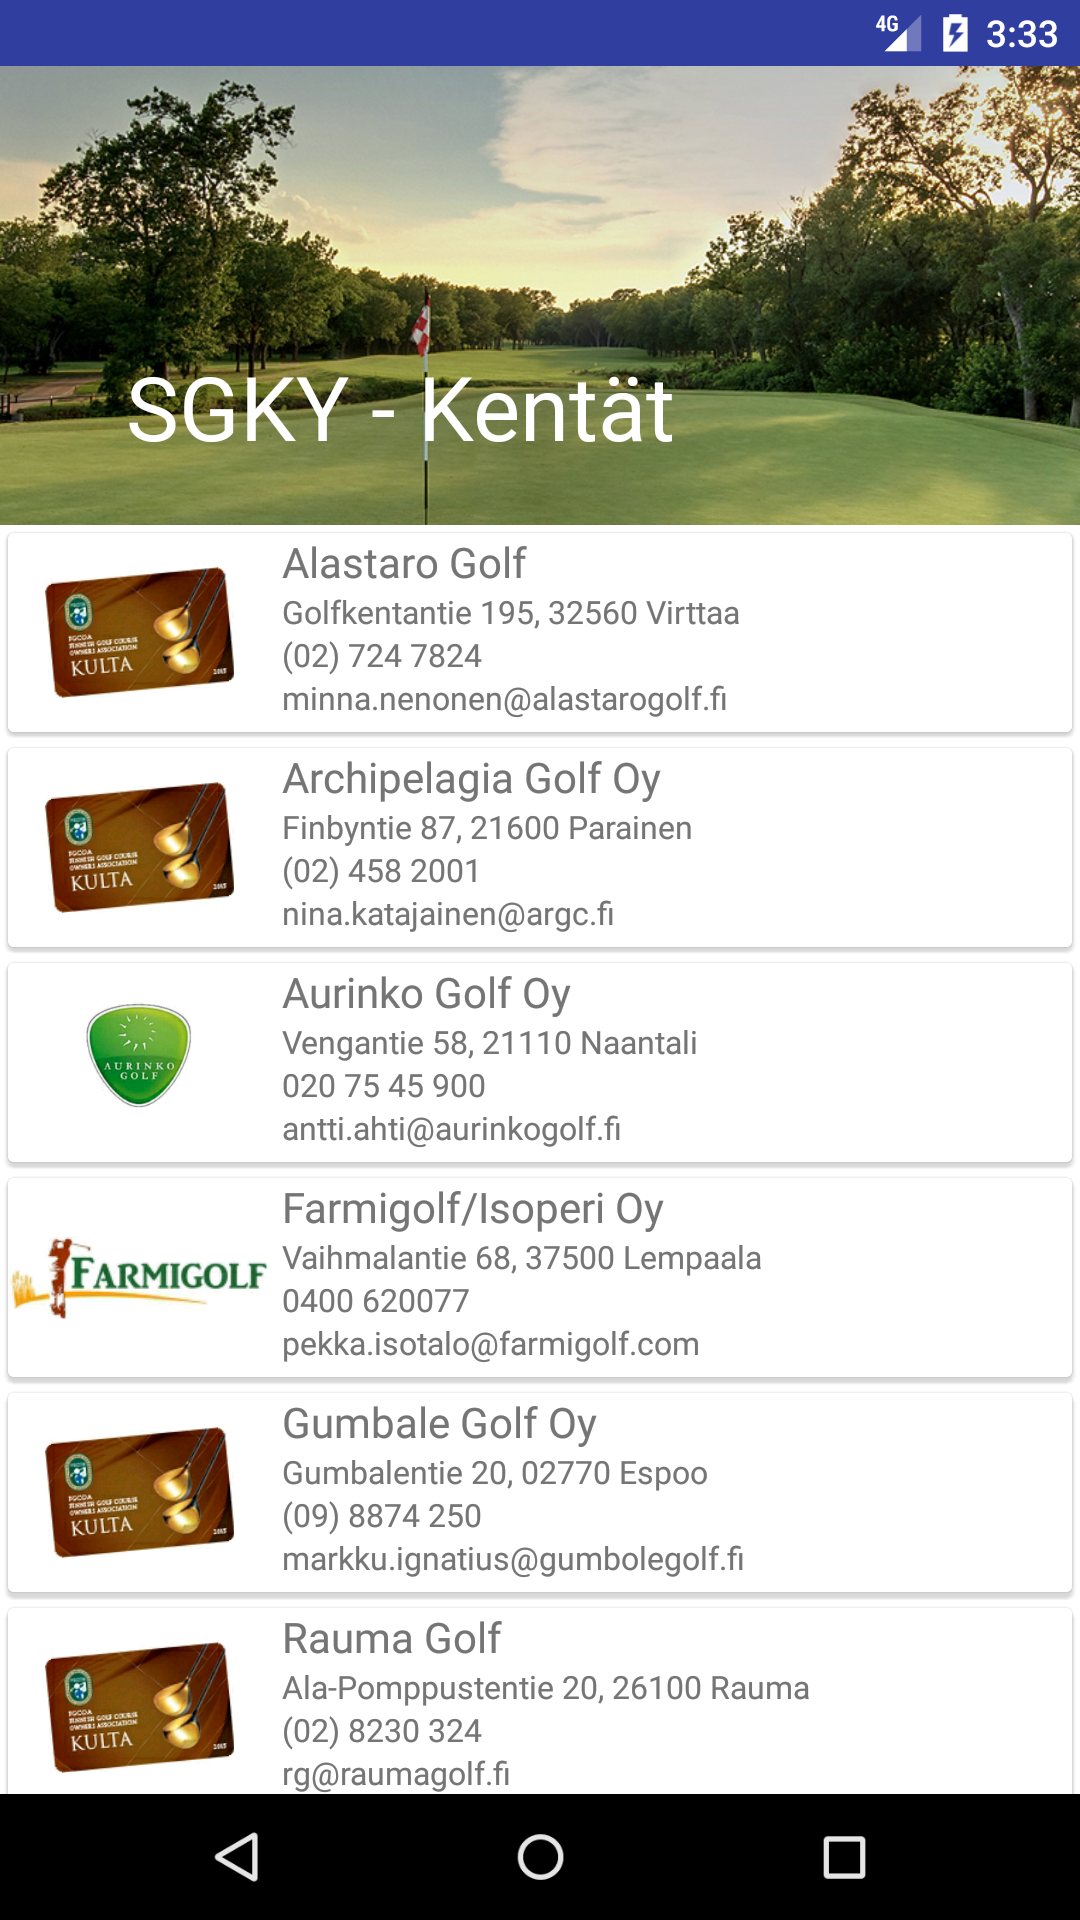 4G 3:33
SGKY - Kentät
Alastaro Golf
Golfkentantie 195, 32560 Virttaa
(02) 724 7824
minna.nenonen@alastarogolf.fi
FGCOA
FINNISH GOLF COURSE
OWNERS ASSOCIATION
KULTA
2015
Archipelagia Golf Oy
Finbyntie 87, 21600 Parainen
(02) 458 2001
nina.katajainen@argc.fi
FGCOA
FINNISH GOLF COURSE
OWNERS ASSOCIATION
KULTA
2015
Aurinko Golf Oy
Vengantie 58, 21110 Naantali
020 75 45 900
antti.ahti@aurinkogolf.fi
AURINKO
GOLF
Farmigolf/Isoperi Oy
Vaihmalantie 68, 37500 Lempaala
0400 620077
pekka.isotalo@farmigolf.com
FARMIGOLF
Gumbale Golf Oy
Gumbalentie 20, 02770 Espoo
(09) 8874 250
markku.ignatius@gumbolegolf.fi
FGCOA
FINNISH GOLF COURSE
OWNERS ASSOCIATION
KULTA
2015
Rauma Golf
Ala-Pomppustentie 20, 26100 Rauma
(02) 8230 324
rg@raumagolf.fi
FGCOA
FINNISH GOLF COURSE
OWNERS ASSOCIATION
KULTA
2015